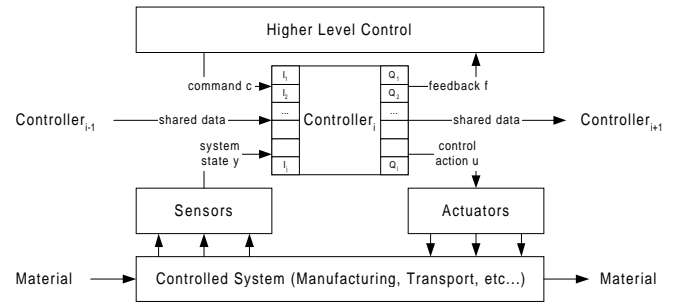 Higher Level Control
command c
I1
I2
...
Ij
Controlleri
Q1
Q2
...
Ql
feedback f
Controlleri-1
shared data
shared data
Controlleri+1
system
state y
control
action u
Sensors
Actuators
Material
Controlled System (Manufacturing, Transport, etc...)
Material